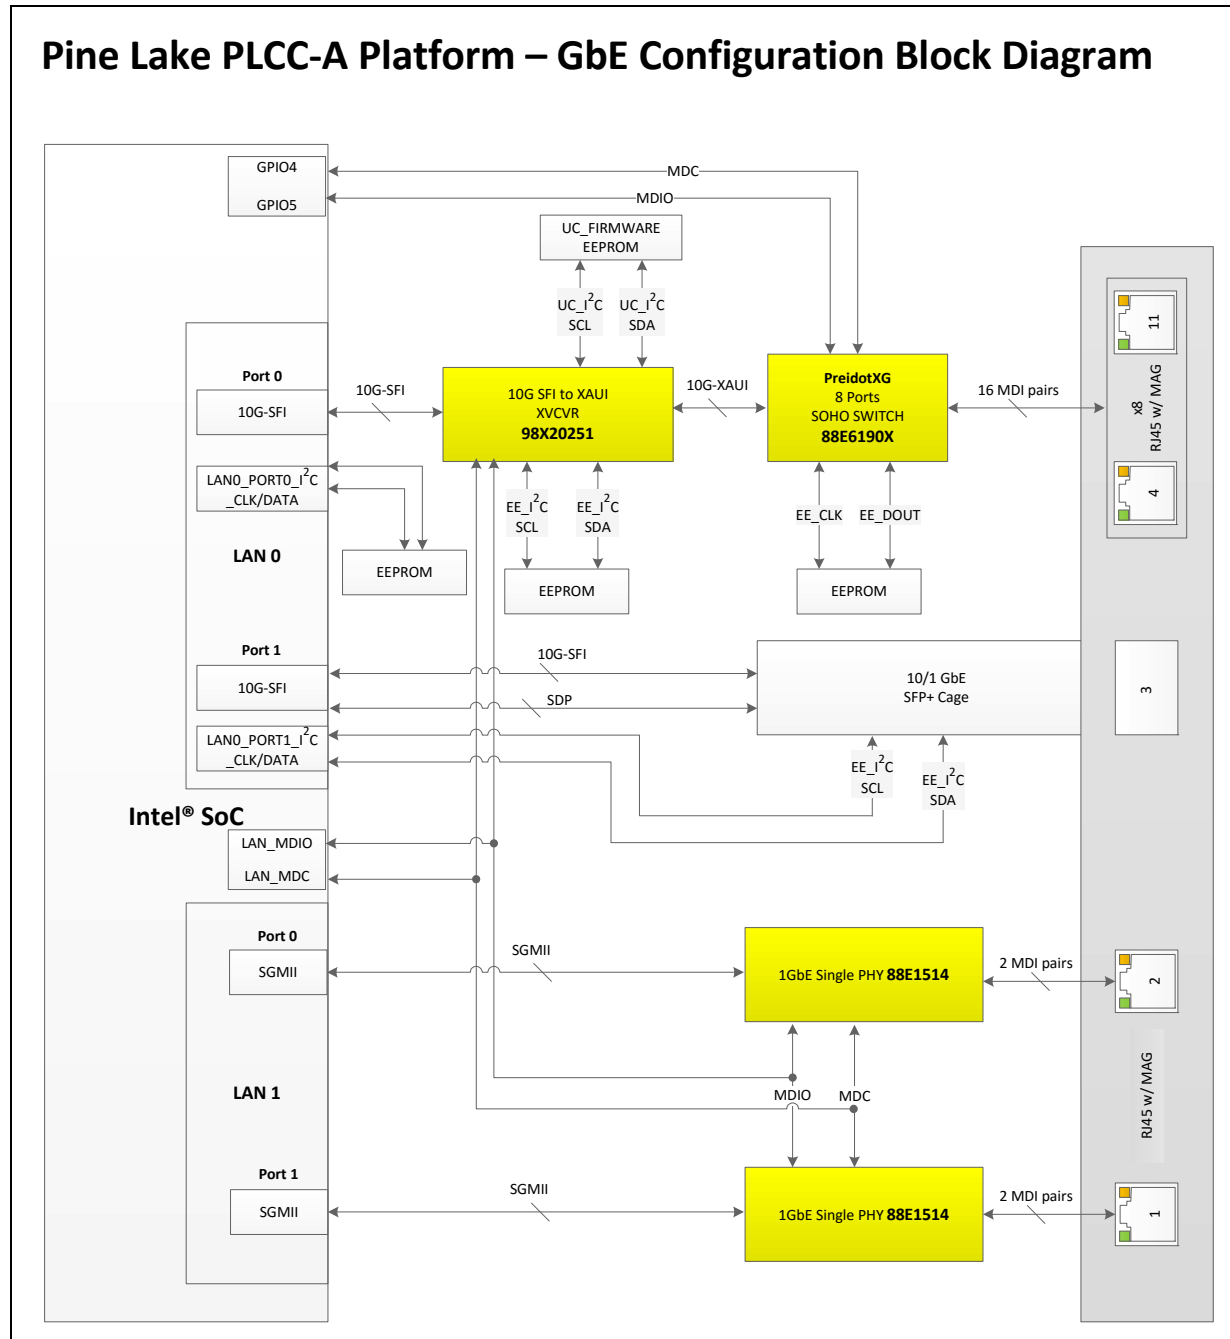 Pine Lake PLCC-A Platform – GbE Configuration Block Diagram
GPIO4
GPIO5
MDC
MDIO
UC_FIRMWARE
EEPROM
UC_I²C
SCL
UC_I²C
SDA
Port 0
10G-SFI
10G-SFI
10G SFI to XAUI
XVCVR
98X20251
10G-XAUI
PreidotXG
8 Ports
SOHO SWITCH
88E6190X
16 MDI pairs
11
x8
RJ45 w/ MAG
4
LAN0_PORT0_I²C
_CLK/DATA
LAN 0
EEPROM
EE_I²C
SCL
EE_I²C
SDA
EEPROM
EE_CLK
EE_DOUT
EEPROM
Port 1
10G-SFI
10G-SFI
SDP
10/1 GbE
SFP+ Cage
3
LAN0_PORT1_I²C
_CLK/DATA
EE_I²C
SCL
EE_I²C
SDA
Intel® SoC
LAN_MDIO
LAN_MDC
Port 0
SGMII
SGMII
1GbE Single PHY 88E1514
2 MDI pairs
2
LAN 1
MDIO
MDC
RJ45 w/ MAG
Port 1
SGMII
SGMII
1GbE Single PHY 88E1514
2 MDI pairs
1